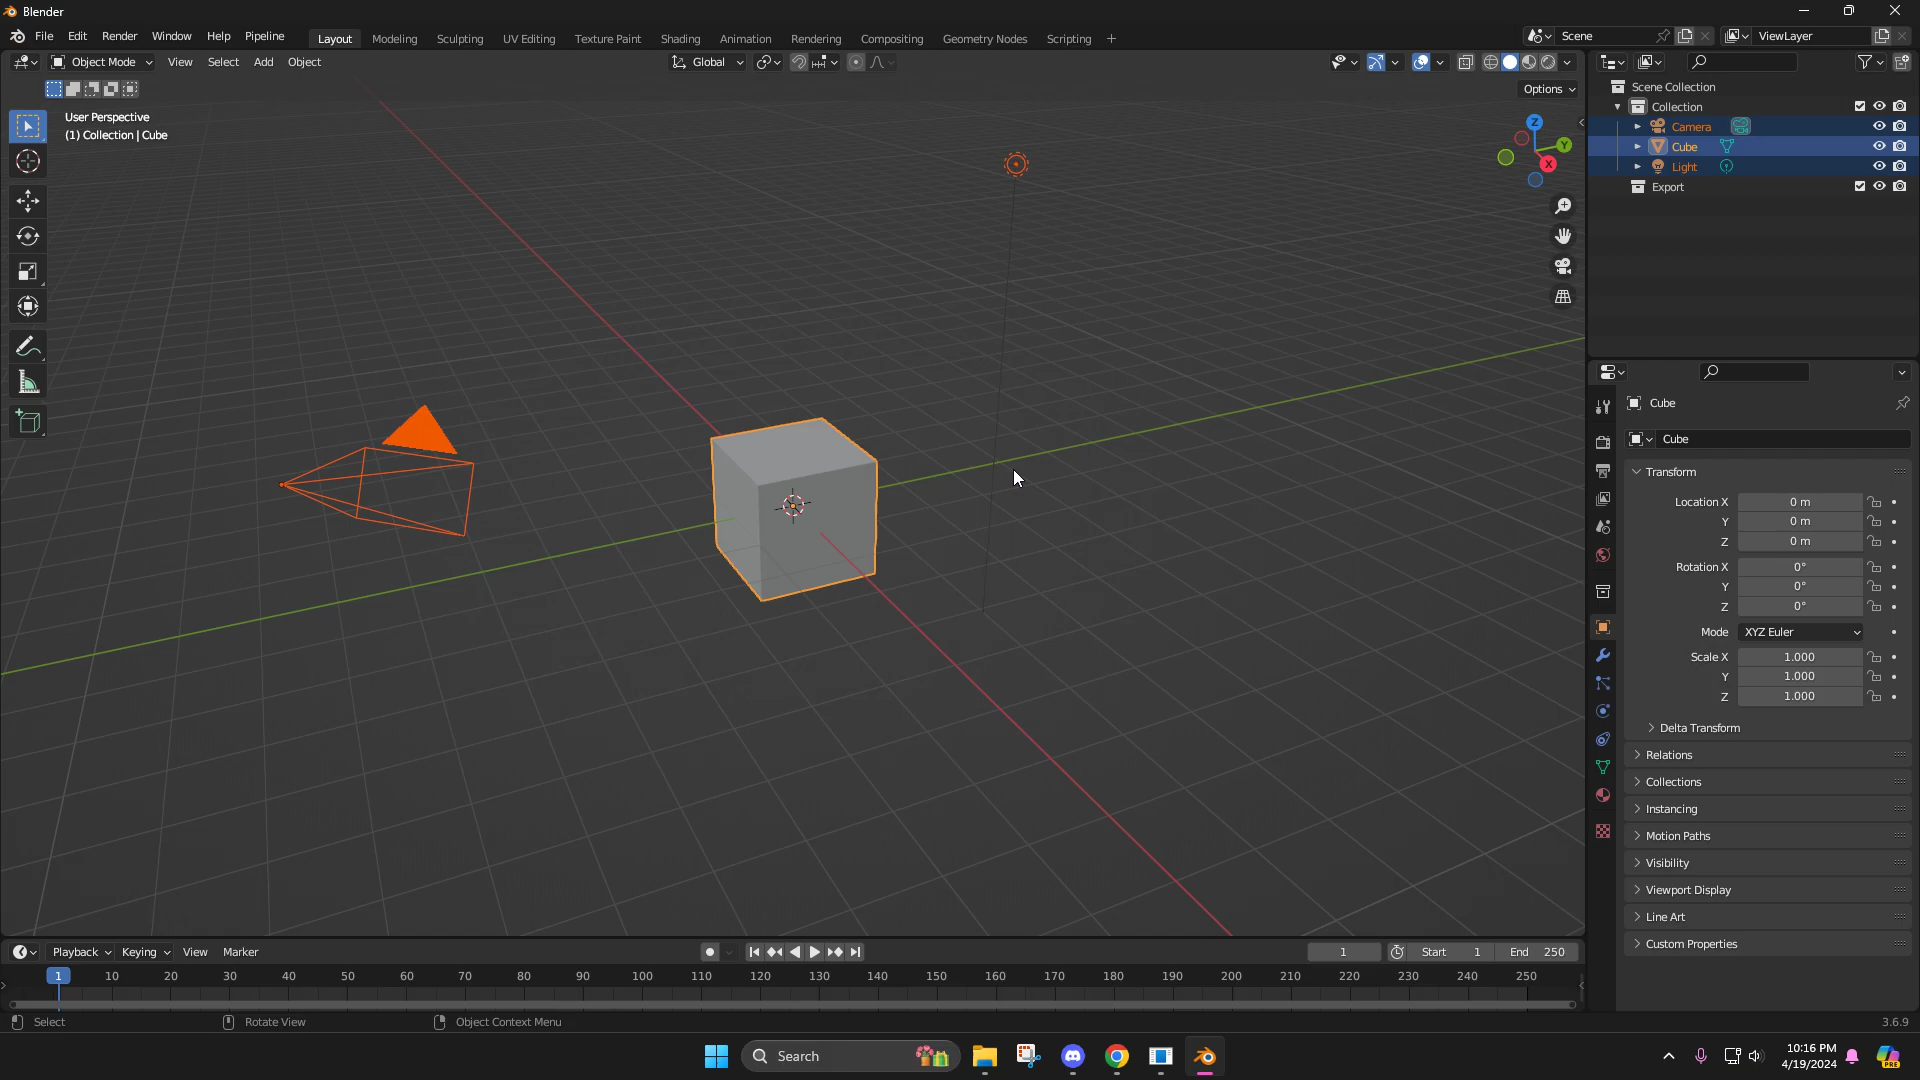 Blender
File Edit Render Window Help Pipeline Layout Modeling Sculpting UV Editing Texture Paint Shading Animation Rendering Compositing Geometry Nodes Scripting + Scene ViewLayer
Object Mode View Select Add Object Global
Options
User Perspective
(1) Collection | Cube
Z
Y
X
Scene Collection
Collection
Camera
Cube
Light
Export
Cube
Cube
Transform
Location X 0 m
Y 0 m
Z 0 m
Rotation X 0°
Y 0°
Z 0°
Mode XYZ Euler
Scale X 1.000
Y 1.000
Z 1.000
Delta Transform
Relations
Collections
Instancing
Motion Paths
Visibility
Viewport Display
Line Art
Custom Properties
Playback Keying View Marker 1 Start 1 End 250
1 10 20 30 40 50 60 70 80 90 100 110 120 130 140 150 160 170 180 190 200 210 220 230 240 250
Select Rotate View Object Context Menu 3.6.9
Search
10:16 PM
4/19/2024
PRE